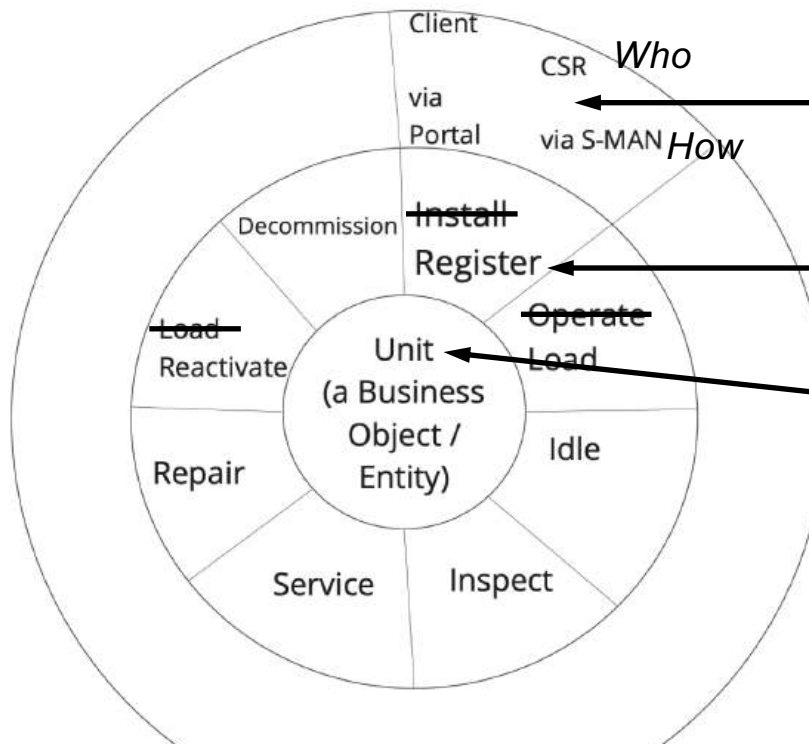 Client
CSR
Who
via
Portal
via S-MAN
How
Decommission
Install
Register
Load
Reactivate
Operate
Load
Unit
(a Business
Object /
Entity)
Repair
Idle
Service
Inspect